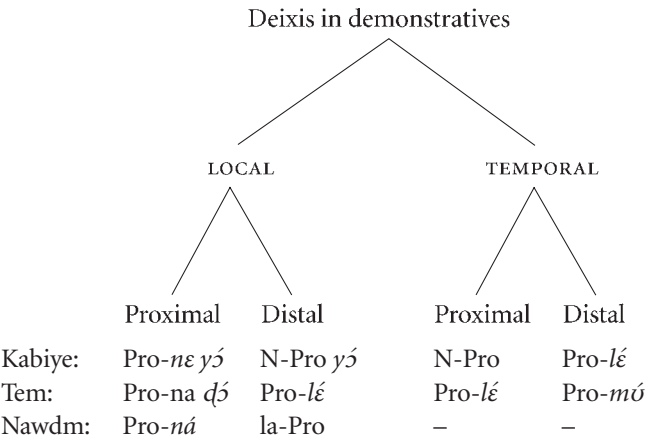 Deixis in demonstratives
LOCAL TEMPORAL
Proximal Distal Proximal Distal
Kabiye: Pro-nɛ yɔ́ N-Pro yɔ́ N-Pro Pro-lɛ́
Tem: Pro-na ɖɔ́ Pro-lɛ́ Pro-lɛ́ Pro-mʊ́
Nawdm: Pro-ná la-Pro – –